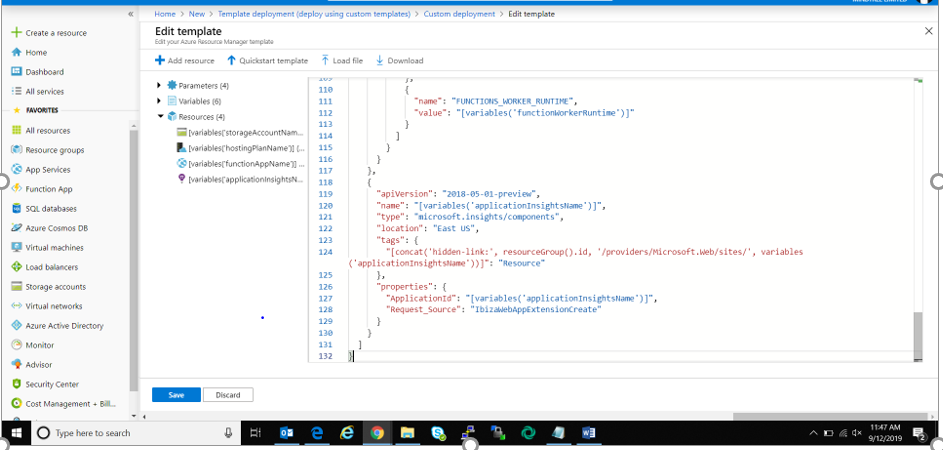 Home > New > Template deployment (deploy using custom templates) > Custom deployment > Edit template
Edit template
Edit your Azure Resource Manager template
Add resource
Quickstart template
Load file
Download
Create a resource
Home
Dashboard
All services
FAVORITES
All resources
Resource groups
App Services
Function App
SQL databases
Azure Cosmos DB
Virtual machines
Load balancers
Storage accounts
Virtual networks
Azure Active Directory
Monitor
Advisor
Security Center
Cost Management + Bill...
Parameters (4)
Variables (6)
Resources (4)
[variables('storageAccountNam...
[variables('hostingPlanName')] (...
[variables('functionAppName')] ...
[variables('applicationInsightsN...
109 },
110 {
111 "name": "FUNCTIONS_WORKER_RUNTIME",
112 "value": "[variables('functionWorkerRuntime')]"
113 }
114 ]
115 }
116 }
117 },
118 {
119 "apiVersion": "2018-05-01-preview",
120 "name": "[variables('applicationInsightsName')]",
121 "type": "microsoft.insights/components",
122 "location": "East US",
123 "tags": {
124 "[concat('hidden-link:', resourceGroup().id, '/providers/Microsoft.Web/sites/', variables
('applicationInsightsName'))]": "Resource"
125 },
126 "properties": {
127 "ApplicationId": "[variables('applicationInsightsName')]",
128 "Request_Source": "IbizaWebAppExtensionCreate"
129 }
130 }
131 ]
132 }
Save
Discard
Type here to search
11:47 AM
9/12/2019
2